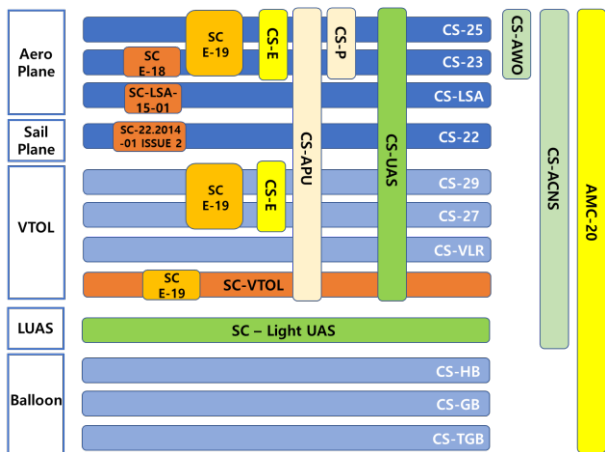 Aero
Plane
SC
E-19
CS-E
CS-P
CS-25
CS-AWO
SC
E-18
CS-23
SC-LSA-
15-01
CS-LSA
Sail
Plane
SC-22.2014
-01 ISSUE 2
CS-22
CS-APU
CS-UAS
CS-ACNS
AMC-20
VTOL
SC
E-19
CS-E
CS-29
CS-27
CS-VLR
SC
E-19
SC-VTOL
LUAS
SC – Light UAS
Balloon
CS-HB
CS-GB
CS-TGB